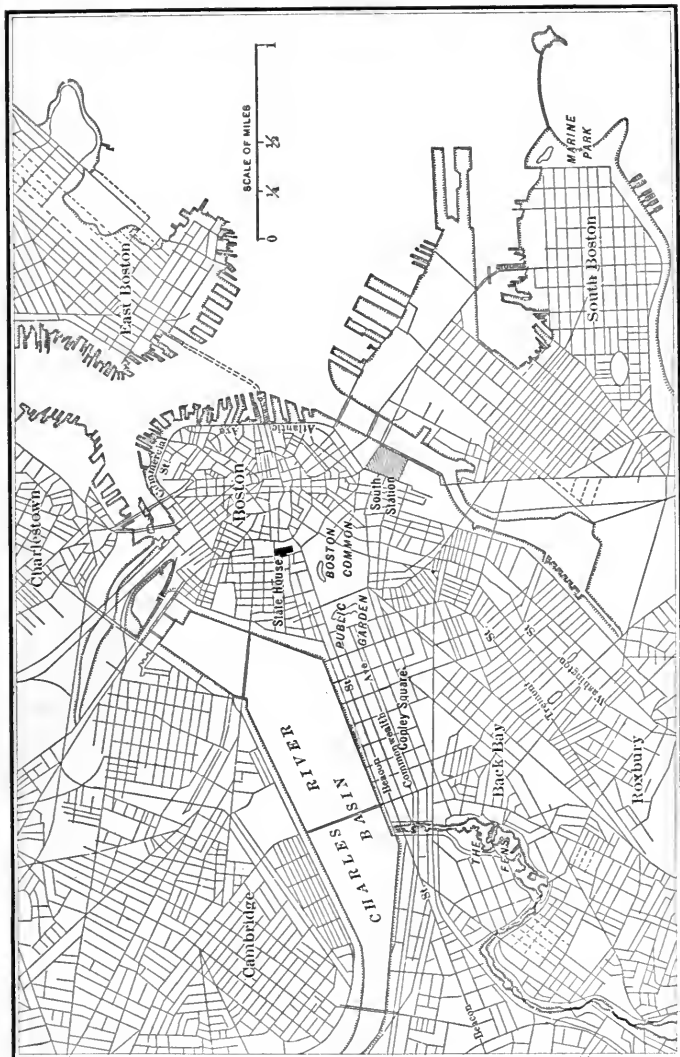 SCALE OF MILES
0 1/4 1/2 1
East Boston
Charlestown
Commercial
St.
Atlantic
Ave
Boston
State House
BOSTON
COMMON
South
Station
PUBLIC
GARDEN
MARINE
PARK
South Boston
CHARLES RIVER
BASIN
Cambridge
Beacon St
Commonwealth Ave
Copley Square
Back Bay
THE
FENS
Tremont St
Washington St
Roxbury
Beacon St